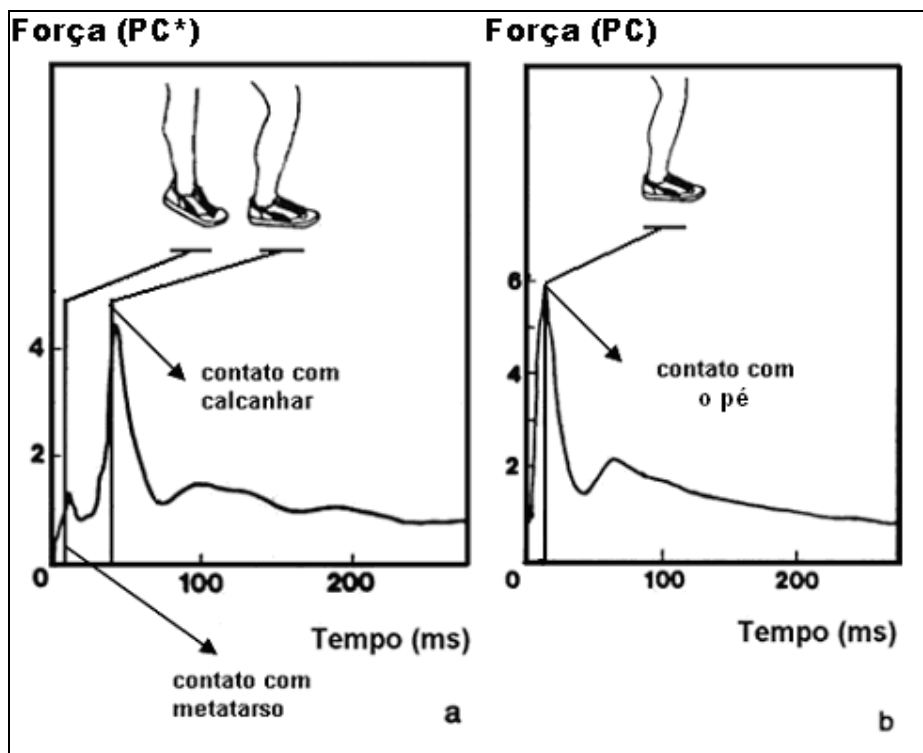 Força (PC*)
4
2
0
100
200
contato com
calcanhar
Tempo (ms)
contato com
metatarso
a
Força (PC)
6
4
2
0
100
200
contato com
o pé
Tempo (ms)
b